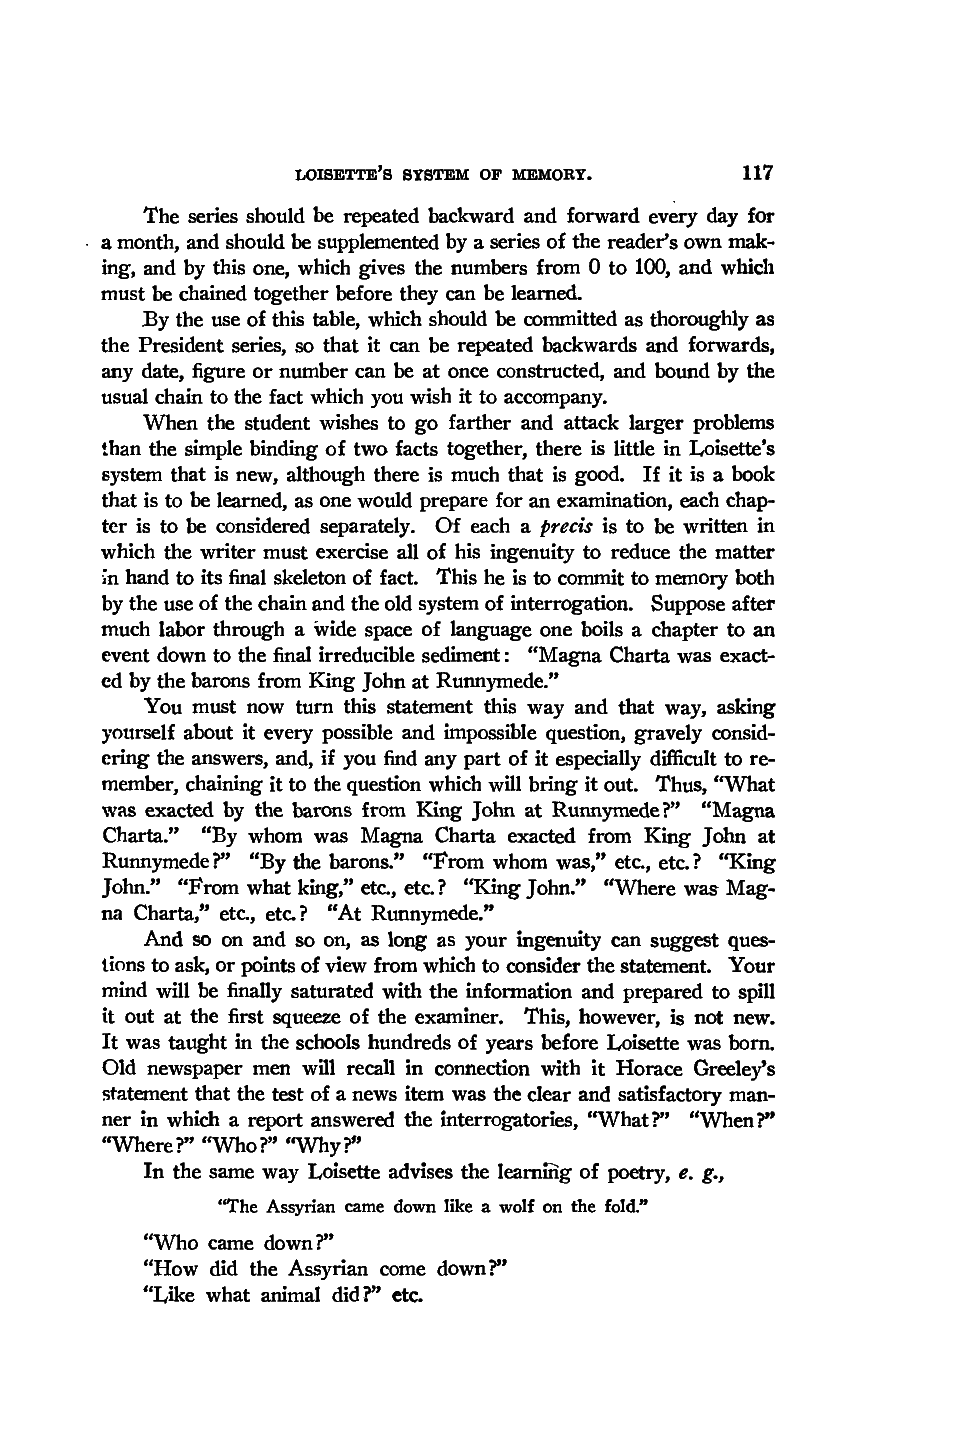 LOISETTE'S SYSTEM OF MEMORY. 117
The series should be repeated backward and forward every day for
a month, and should be supplemented by a series of the reader's own mak-
ing, and by this one, which gives the numbers from 0 to 100, and which
must be chained together before they can be learned.
By the use of this table, which should be committed as thoroughly as
the President series, so that it can be repeated backwards and forwards,
any date, figure or number can be at once constructed, and bound by the
usual chain to the fact which you wish it to accompany.
When the student wishes to go farther and attack larger problems
than the simple binding of two facts together, there is little in Loisette's
system that is new, although there is much that is good. If it is a book
that is to be learned, as one would prepare for an examination, each chap-
ter is to be considered separately. Of each a precis is to be written in
which the writer must exercise all of his ingenuity to reduce the matter
in hand to its final skeleton of fact. This he is to commit to memory both
by the use of the chain and the old system of interrogation. Suppose after
much labor through a wide space of language one boils a chapter to an
event down to the final irreducible sediment: "Magna Charta was exact-
ed by the barons from King John at Runnymede."
You must now turn this statement this way and that way, asking
yourself about it every possible and impossible question, gravely consid-
ering the answers, and, if you find any part of it especially difficult to re-
member, chaining it to the question which will bring it out. Thus, "What
was exacted by the barons from King John at Runnymede?" "Magna
Charta." "By whom was Magna Charta exacted from King John at
Runnymede?" "By the barons." "From whom was," etc., etc.? "King
John." "From what king," etc., etc.? "King John." "Where was Mag-
na Charta," etc., etc.? "At Runnymede."
And so on and so on, as long as your ingenuity can suggest ques-
tions to ask, or points of view from which to consider the statement. Your
mind will be finally saturated with the information and prepared to spill
it out at the first squeeze of the examiner. This, however, is not new.
It was taught in the schools hundreds of years before Loisette was born.
Old newspaper men will recall in connection with it Horace Greeley's
statement that the test of a news item was the clear and satisfactory man-
ner in which a report answered the interrogatories, "What?" "When?"
"Where?" "Who?" "Why?"
In the same way Loisette advises the learning of poetry, e. g.,
"The Assyrian came down like a wolf on the fold."
"Who came down?"
"How did the Assyrian come down?"
"Like what animal did?" etc.